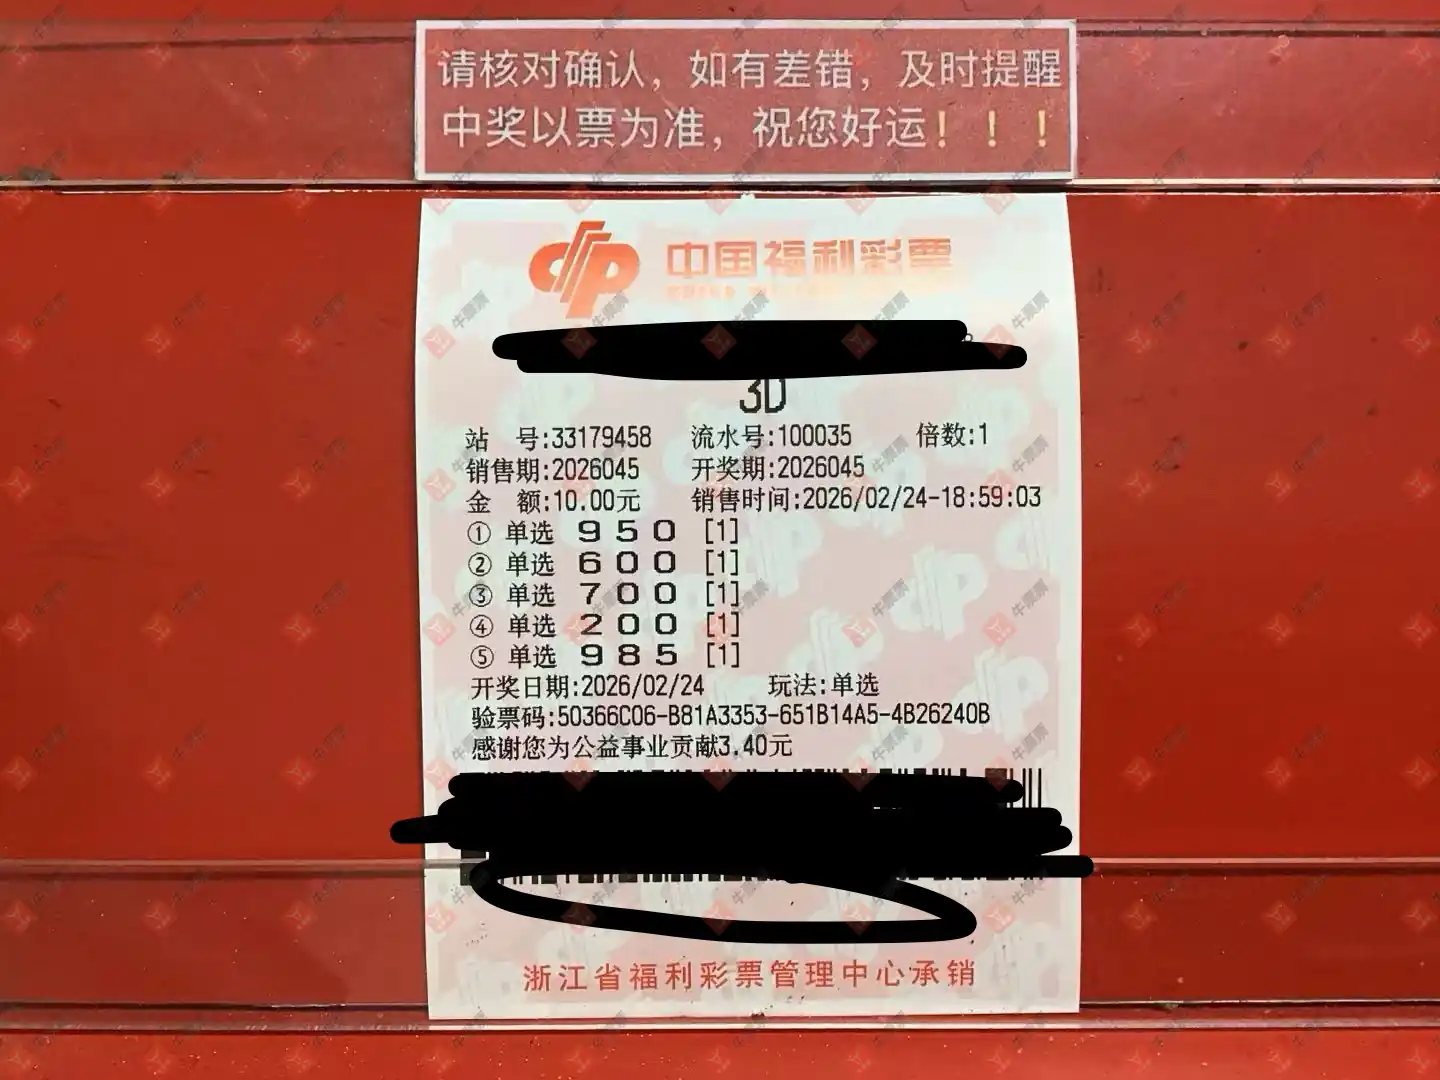 请核对确认，如有差错，及时提醒
中奖以票为准，祝您好运！！！
中国福利彩票
3D
站 号:33179458 流水号:100035 倍数:1
销售期:2026045 开奖期:2026045
金 额:10.00元 销售时间:2026/02/24-18:59:03
① 单选 9 5 0 [1]
② 单选 6 0 0 [1]
③ 单选 7 0 0 [1]
④ 单选 2 0 0 [1]
⑤ 单选 9 8 5 [1]
开奖日期:2026/02/24 玩法:单选
验票码:50366C06-B81A3353-651B14A5-4B26240B
感谢您为公益事业贡献3.40元
浙江省福利彩票管理中心承销